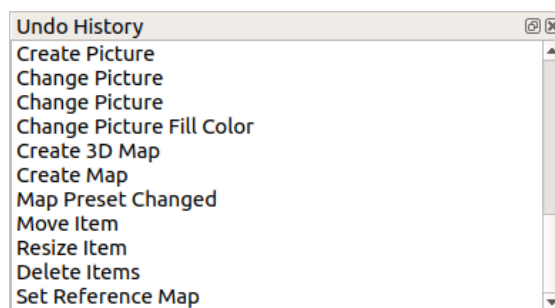 Undo History
Create Picture
Change Picture
Change Picture
Change Picture Fill Color
Create 3D Map
Create Map
Map Preset Changed
Move Item
Resize Item
Delete Items
Set Reference Map